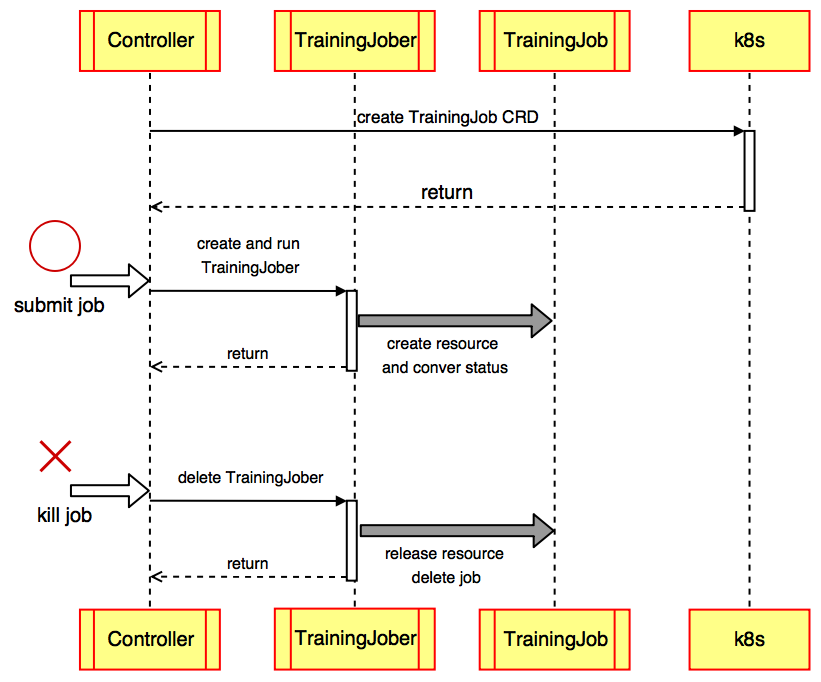 Controller
TrainingJober
TrainingJob
k8s
create TrainingJob CRD
return
create and run
TrainingJober
submit job
create resource
and conver status
return
delete TrainingJober
kill job
release resource
delete job
return
Controller
TrainingJober
TrainingJob
k8s